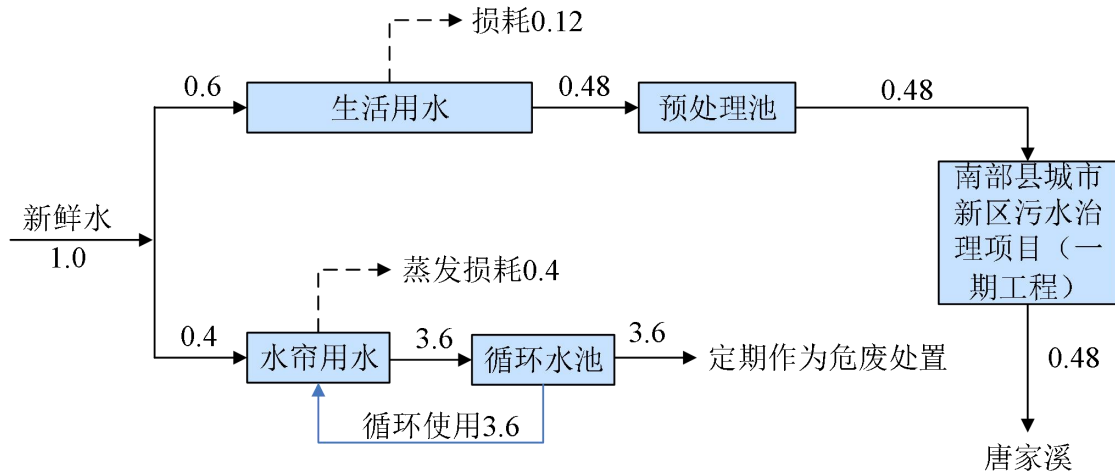 损耗0.12
0.6
生活用水
0.48
预处理池
0.48
南部县城市
新区污水治
理项目（一
期工程）
新鲜水
1.0
蒸发损耗0.4
0.4
水帘用水
3.6
循环水池
3.6
定期作为危废处置
0.48
循环使用3.6
唐家溪